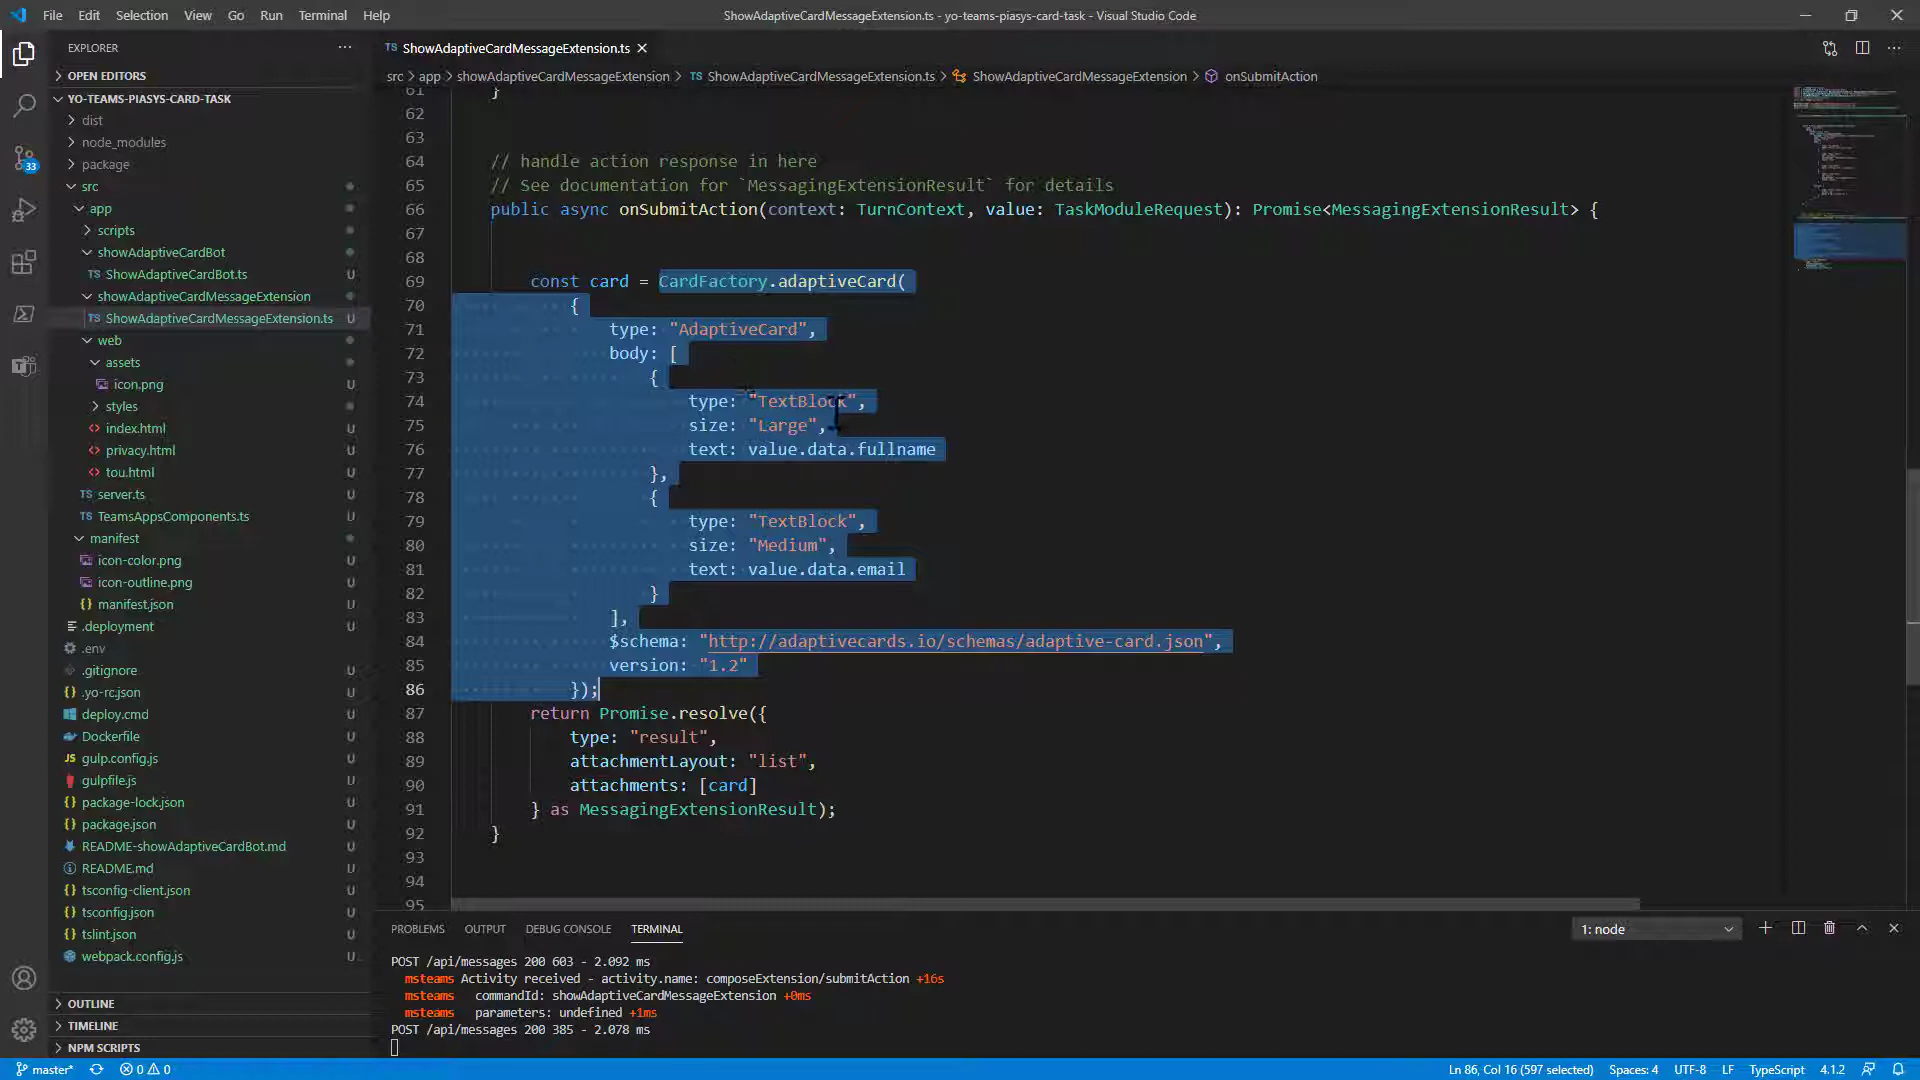 File Edit Selection View Go Run Terminal Help
ShowAdaptiveCardMessageExtension.ts - yo-teams-piasys-card-task - Visual Studio Code
EXPLORER
OPEN EDITORS
YO-TEAMS-PIASYS-CARD-TASK
dist
node_modules
package
src
app
scripts
showAdaptiveCardBot
TS ShowAdaptiveCardBot.ts U
showAdaptiveCardMessageExtension
TS ShowAdaptiveCardMessageExtension.ts U
web
assets
icon.png U
styles
<> index.html U
<> privacy.html U
<> tou.html U
TS server.ts U
TS TeamsAppsComponents.ts U
manifest
icon-color.png U
icon-outline.png U
{} manifest.json U
.deployment U
.env
.gitignore U
{} .yo-rc.json U
deploy.cmd U
Dockerfile U
JS gulp.config.js U
gulpfile.js U
{} package-lock.json U
{} package.json U
README-showAdaptiveCardBot.md U
README.md U
{} tsconfig-client.json U
{} tsconfig.json U
{} tslint.json U
webpack.config.js U
OUTLINE
TIMELINE
NPM SCRIPTS
33
TS ShowAdaptiveCardMessageExtension.ts
src > app > showAdaptiveCardMessageExtension > TS ShowAdaptiveCardMessageExtension.ts > ShowAdaptiveCardMessageExtension > onSubmitAction
61 }
62
63
64 // handle action response in here
65 // See documentation for `MessagingExtensionResult` for details
66 public async onSubmitAction(context: TurnContext, value: TaskModuleRequest): Promise<MessagingExtensionResult> {
67
68
69 const card = CardFactory.adaptiveCard(
70 {
71 type: "AdaptiveCard",
72 body: [
73 {
74 type: "TextBlock",
75 size: "Large",
76 text: value.data.fullname
77 },
78 {
79 type: "TextBlock",
80 size: "Medium",
81 text: value.data.email
82 }
83 ],
84 $schema: "http://adaptivecards.io/schemas/adaptive-card.json",
85 version: "1.2"
86 });
87 return Promise.resolve({
88 type: "result",
89 attachmentLayout: "list",
90 attachments: [card]
91 } as MessagingExtensionResult);
92 }
93
94
95
PROBLEMS OUTPUT DEBUG CONSOLE TERMINAL
1: node
POST /api/messages 200 603 - 2.092 ms
msteams Activity received - activity.name: composeExtension/submitAction +16s
msteams commandId: showAdaptiveCardMessageExtension +0ms
msteams parameters: undefined +1ms
POST /api/messages 200 385 - 2.078 ms
master* 0 0
Ln 86, Col 16 (597 selected) Spaces: 4 UTF-8 LF TypeScript 4.1.2